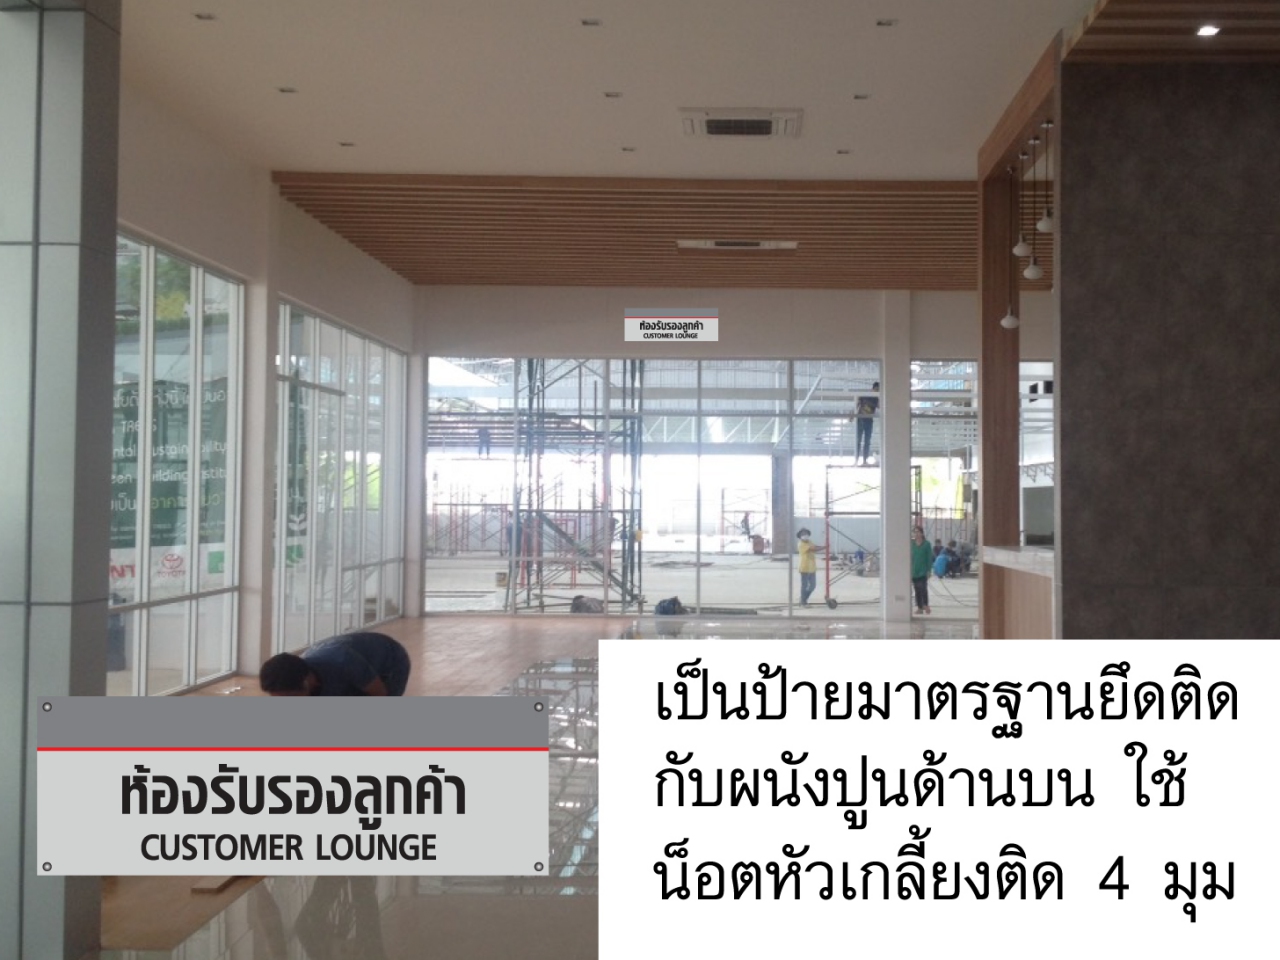 ห้องรับรองลูกค้า
CUSTOMER LOUNGE
TREES
TOYOTA
ห้องรับรองลูกค้า
CUSTOMER LOUNGE
เป็นป้ายมาตรฐานยึดติด
กับผนังปูนด้านบน ใช้
น็อตหัวเกลี้ยงติด 4 มุม